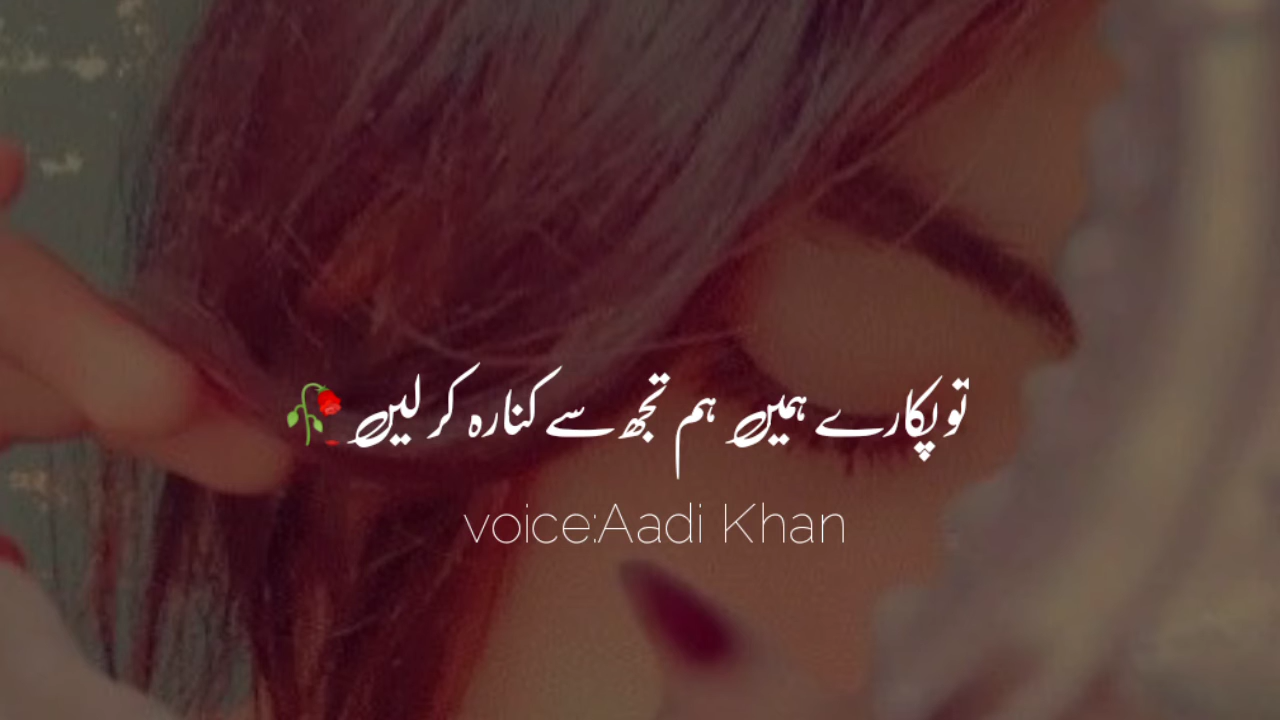 تو پکارے ہمیں ہم تجھ سے کنارہ کر لیں 🥀
voice:Aadi Khan